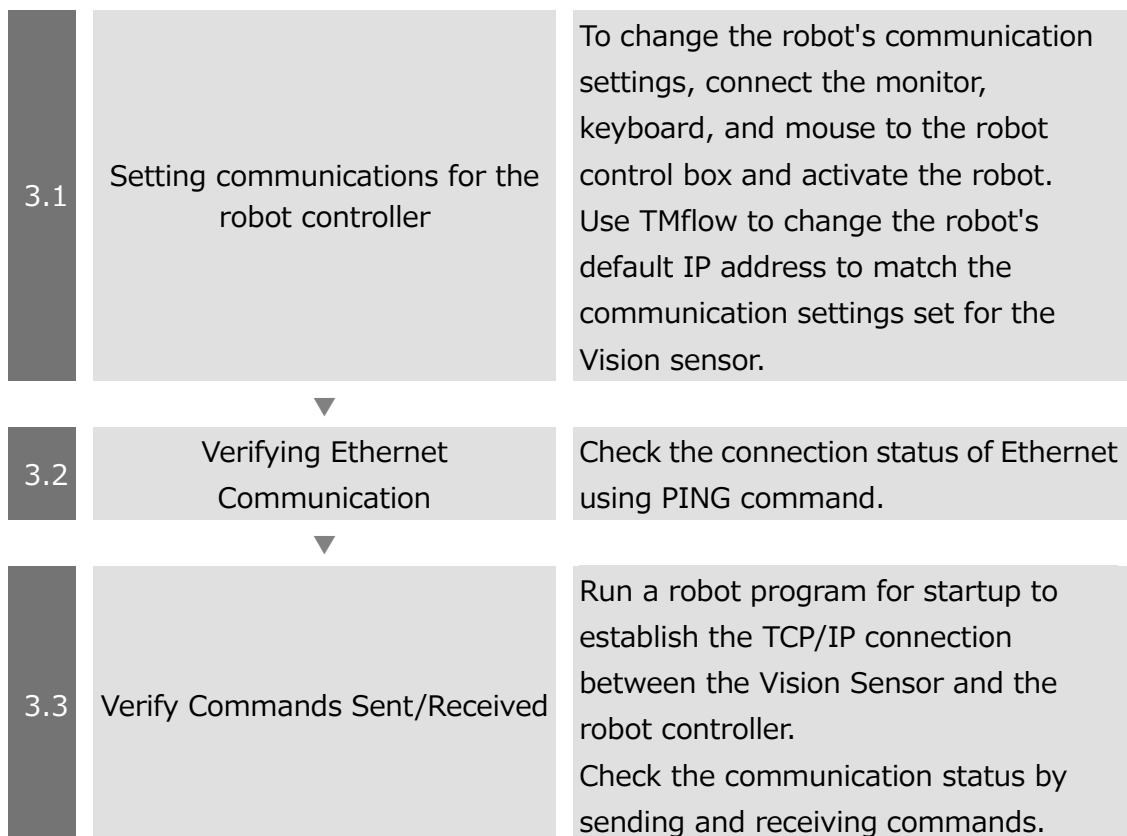 3.1
Setting communications for the
robot controller
To change the robot's communication
settings, connect the monitor,
keyboard, and mouse to the robot
control box and activate the robot.
Use TMflow to change the robot's
default IP address to match the
communication settings set for the
Vision sensor.
3.2
Verifying Ethernet
Communication
Check the connection status of Ethernet
using PING command.
3.3
Verify Commands Sent/Received
Run a robot program for startup to
establish the TCP/IP connection
between the Vision Sensor and the
robot controller.
Check the communication status by
sending and receiving commands.